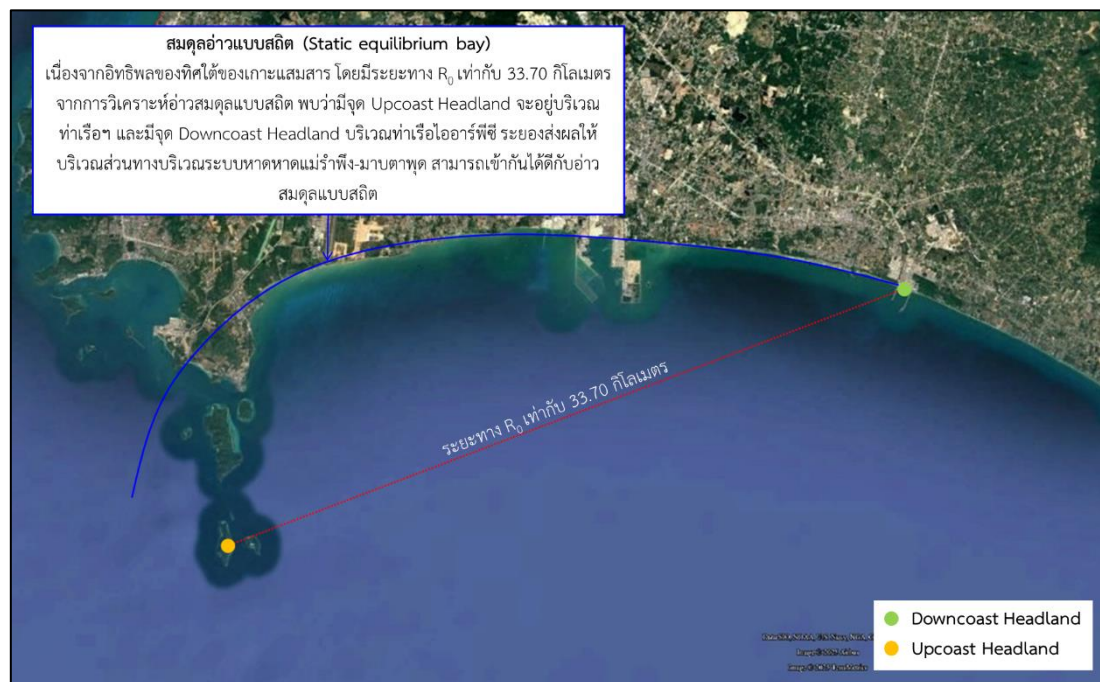 สมดุลอ่าวแบบสถิต (Static equilibrium bay)
เนื่องจากอิทธิพลของทิศใต้ของเกาะแสมสาร โดยมีระยะทาง R₀ เท่ากับ 33.70 กิโลเมตร
จากการวิเคราะห์อ่าวสมดุลแบบสถิต พบว่ามีจุด Upcoast Headland จะอยู่บริเวณ
ท่าเรือฯ และมีจุด Downcoast Headland บริเวณท่าเรือไออาร์พีซี ระยองส่งผลให้
บริเวณส่วนทางบริเวณระบบหาดหาดแม่รำพึง-มาบตาพุด สามารถเข้ากันได้ดีกับอ่าว
สมดุลแบบสถิต
ระยะทาง R₀ เท่ากับ 33.70 กิโลเมตร
Downcoast Headland
Upcoast Headland